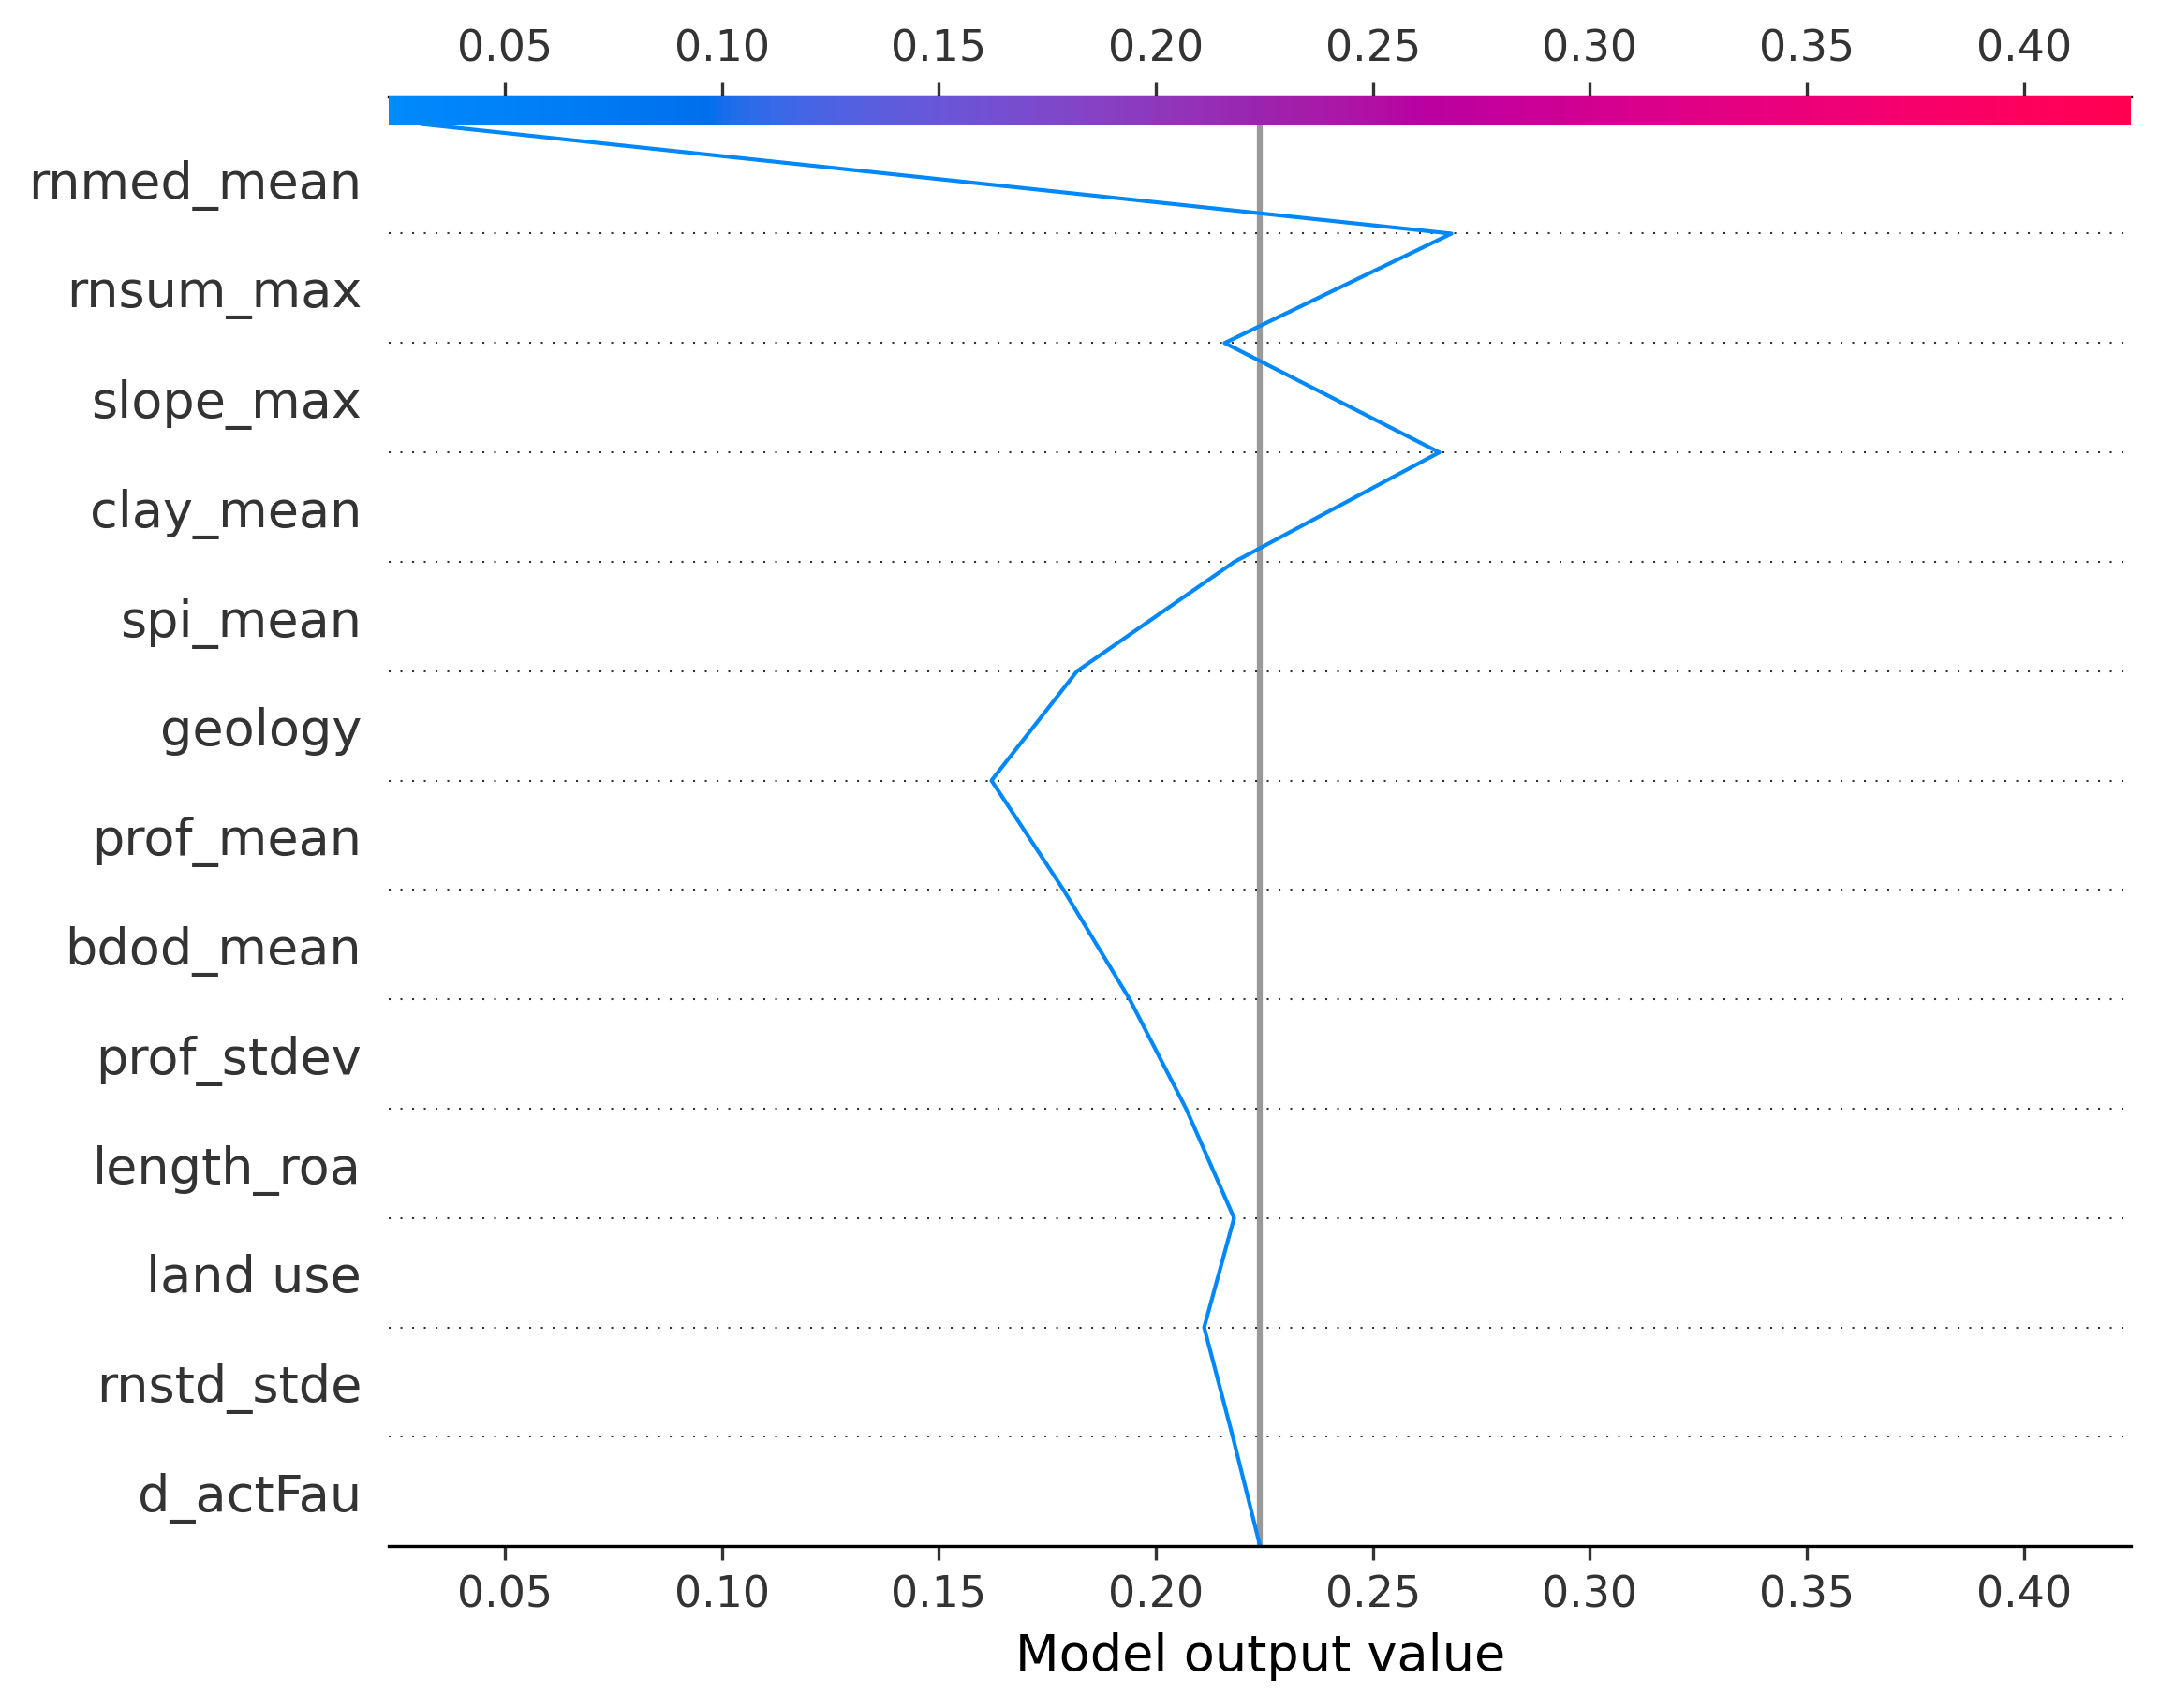 0.05 0.10 0.15 0.20 0.25 0.30 0.35 0.40
rnmed_mean
rnsum_max
slope_max
clay_mean
spi_mean
geology
prof_mean
bdod_mean
prof_stdev
length_roa
land use
rnstd_stde
d_actFau
0.05 0.10 0.15 0.20 0.25 0.30 0.35 0.40
Model output value